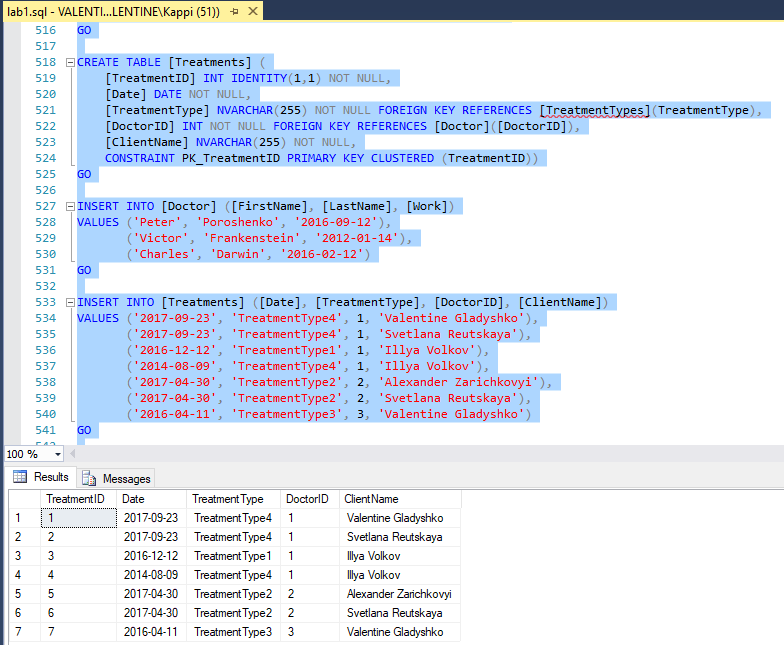 lab1.sql - VALENTI...LENTINE\Kappi (51))
516 GO
517
518 CREATE TABLE [Treatments] (
519 [TreatmentID] INT IDENTITY(1,1) NOT NULL,
520 [Date] DATE NOT NULL,
521 [TreatmentType] NVARCHAR(255) NOT NULL FOREIGN KEY REFERENCES [TreatmentTypes](TreatmentType),
522 [DoctorID] INT NOT NULL FOREIGN KEY REFERENCES [Doctor]([DoctorID]),
523 [ClientName] NVARCHAR(255) NOT NULL,
524 CONSTRAINT PK_TreatmentID PRIMARY KEY CLUSTERED (TreatmentID))
525 GO
526
527 INSERT INTO [Doctor] ([FirstName], [LastName], [Work])
528 VALUES ('Peter', 'Poroshenko', '2016-09-12'),
529 ('Victor', 'Frankenstein', '2012-01-14'),
530 ('Charles', 'Darwin', '2016-02-12')
531 GO
532
533 INSERT INTO [Treatments] ([Date], [TreatmentType], [DoctorID], [ClientName])
534 VALUES ('2017-09-23', 'TreatmentType4', 1, 'Valentine Gladyshko'),
535 ('2017-09-23', 'TreatmentType4', 1, 'Svetlana Reutskaya'),
536 ('2016-12-12', 'TreatmentType1', 1, 'Illya Volkov'),
537 ('2014-08-09', 'TreatmentType4', 1, 'Illya Volkov'),
538 ('2017-04-30', 'TreatmentType2', 2, 'Alexander Zarichkovyi'),
539 ('2017-04-30', 'TreatmentType2', 2, 'Svetlana Reutskaya'),
540 ('2016-04-11', 'TreatmentType3', 3, 'Valentine Gladyshko')
541 GO
100 %
Results Messages
TreatmentID Date TreatmentType DoctorID ClientName
1 1 2017-09-23 TreatmentType4 1 Valentine Gladyshko
2 2 2017-09-23 TreatmentType4 1 Svetlana Reutskaya
3 3 2016-12-12 TreatmentType1 1 Illya Volkov
4 4 2014-08-09 TreatmentType4 1 Illya Volkov
5 5 2017-04-30 TreatmentType2 2 Alexander Zarichkovyi
6 6 2017-04-30 TreatmentType2 2 Svetlana Reutskaya
7 7 2016-04-11 TreatmentType3 3 Valentine Gladyshko